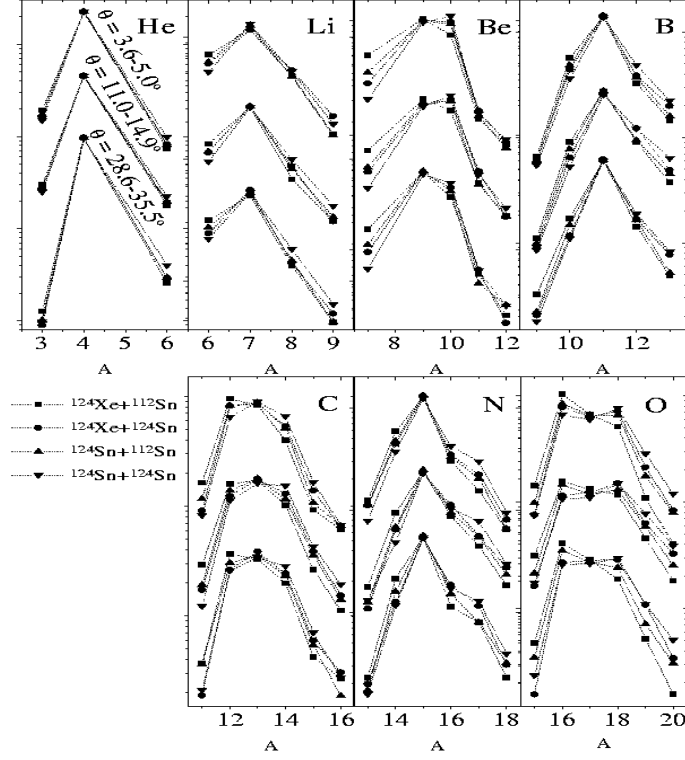 He
Li
Be
B
θ = 3.6-5.0°
θ = 11.0-14.9°
θ = 28.6-35.5°
3 4 5 6
6 7 8 9
8 10 12
10 12
A
A
A
A
C
N
O
¹²⁴Xe+¹¹²Sn
¹²⁴Xe+¹²⁴Sn
¹²⁴Sn+¹¹²Sn
¹²⁴Sn+¹²⁴Sn
12 14 16
14 16 18
16 18 20
A
A
A